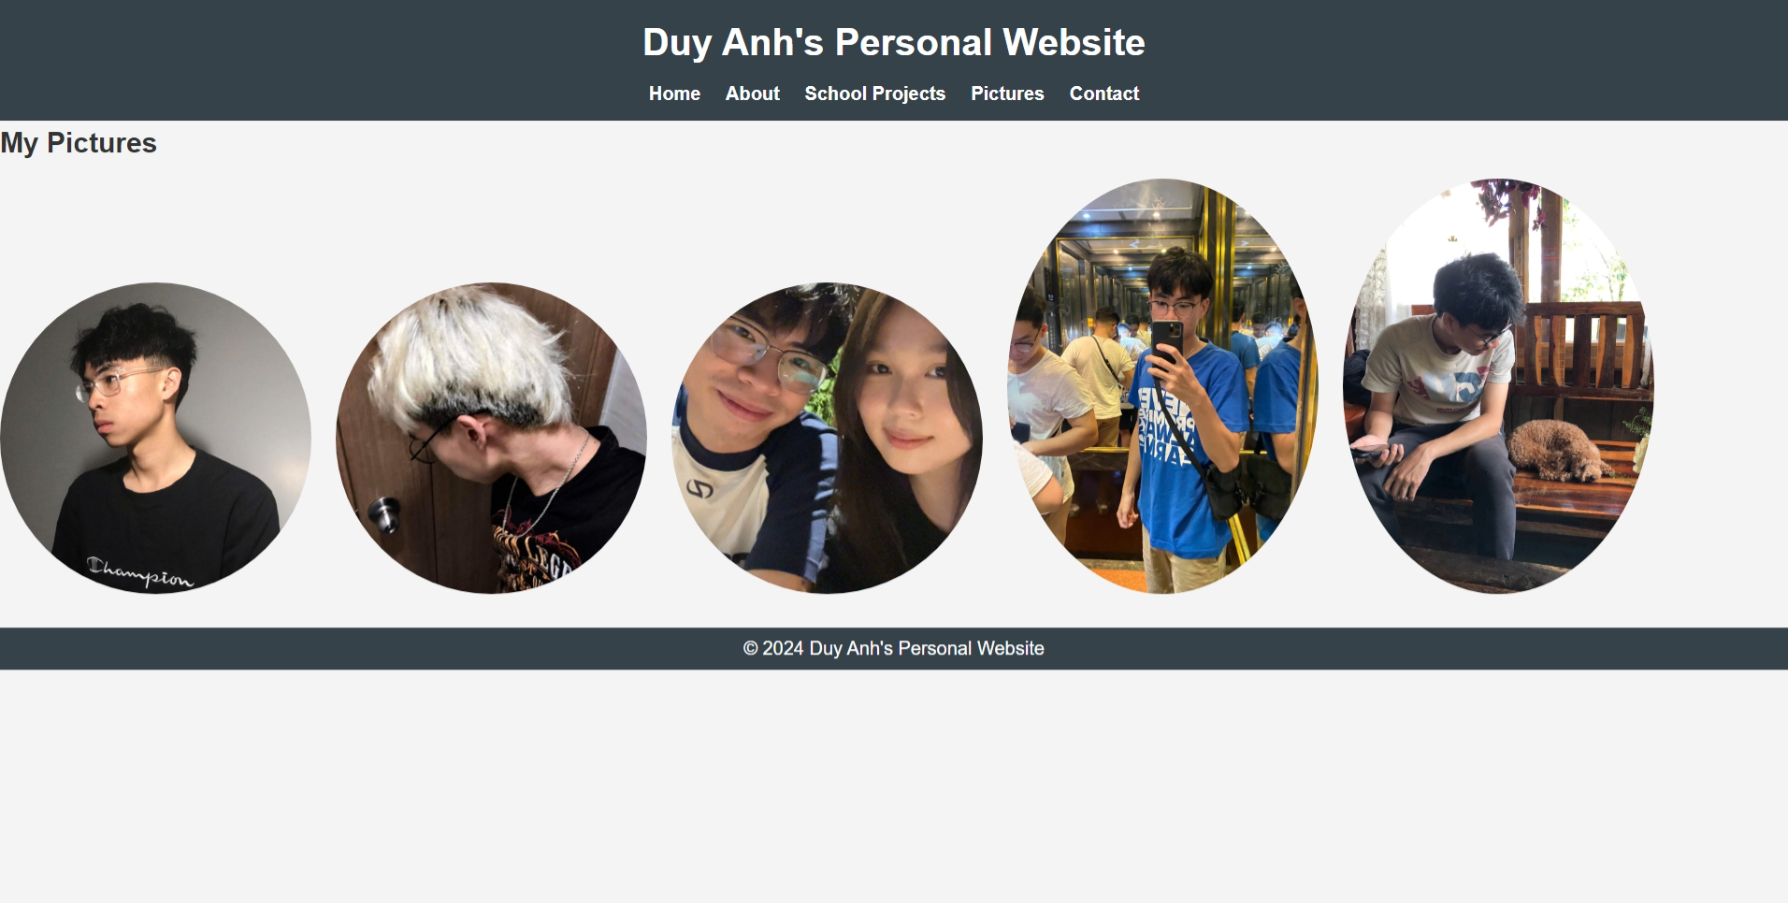 Duy Anh's Personal Website
Home About School Projects Pictures Contact
My Pictures
Champion
© 2024 Duy Anh's Personal Website